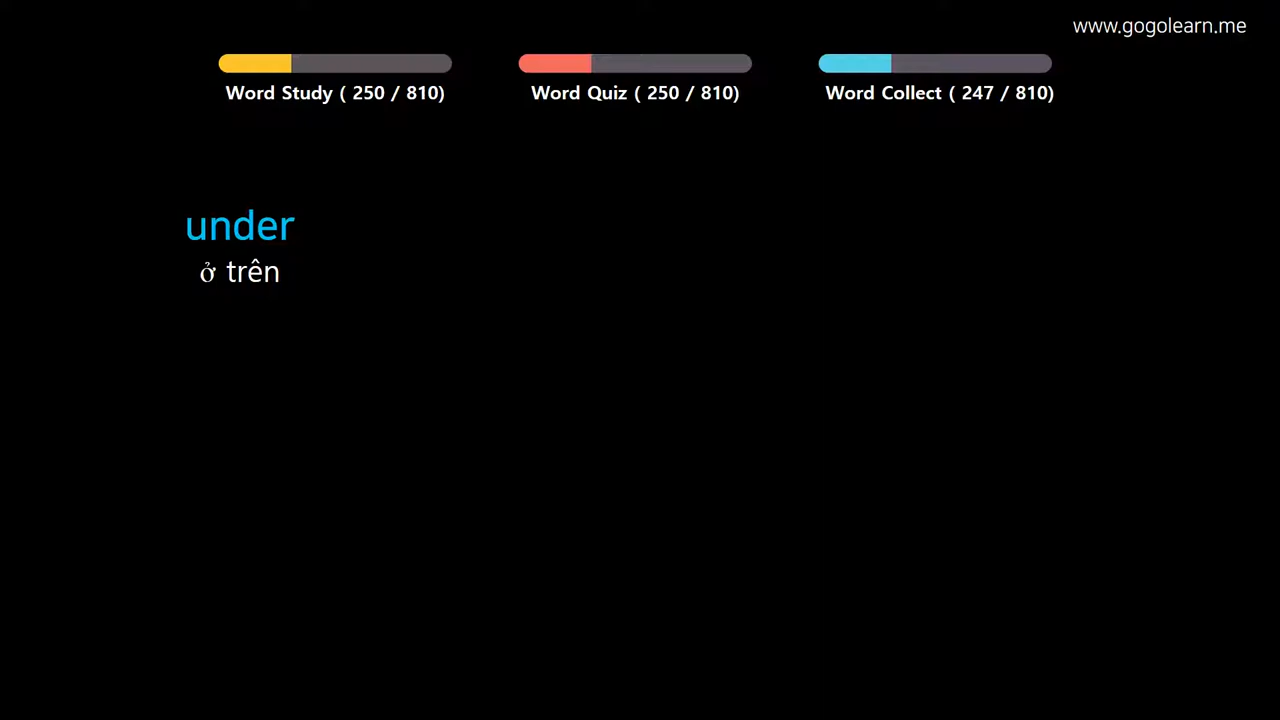 www.gogolearn.me
Word Study ( 250 / 810)
Word Quiz ( 250 / 810)
Word Collect ( 247 / 810)
under
ở trên